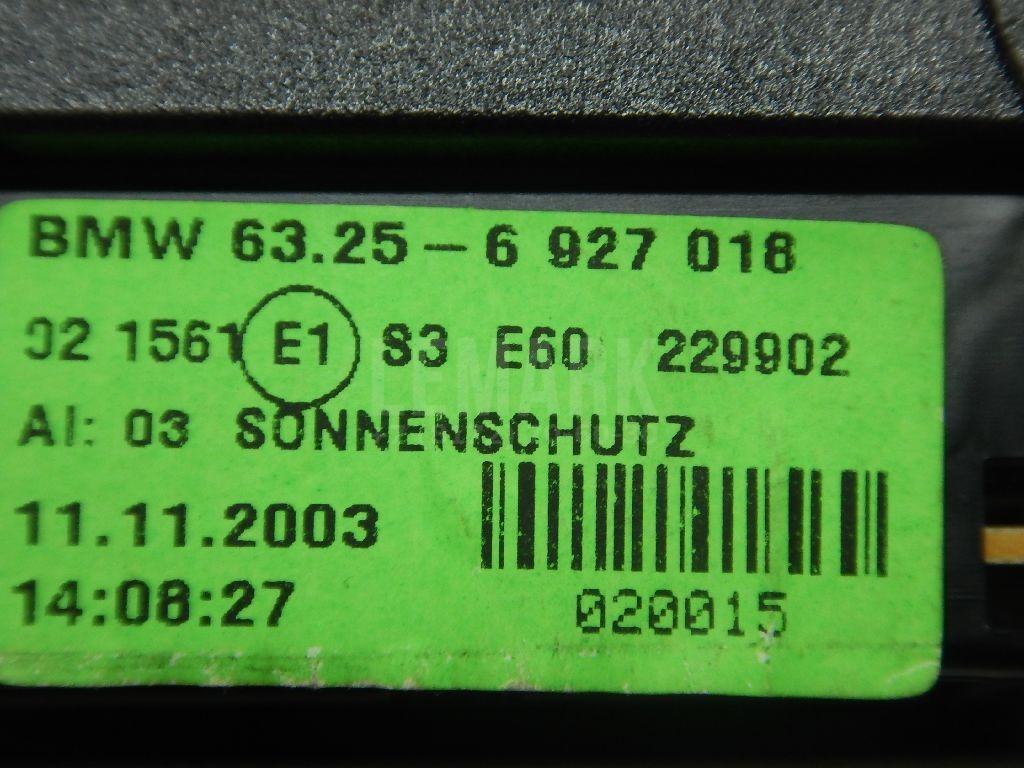 BMW 63.25-6 927 018
02 1561 E1 S3 E60 229902
LEMARK
AI: 03 SONNENSCHUTZ
11.11.2003
14:08:27
020015